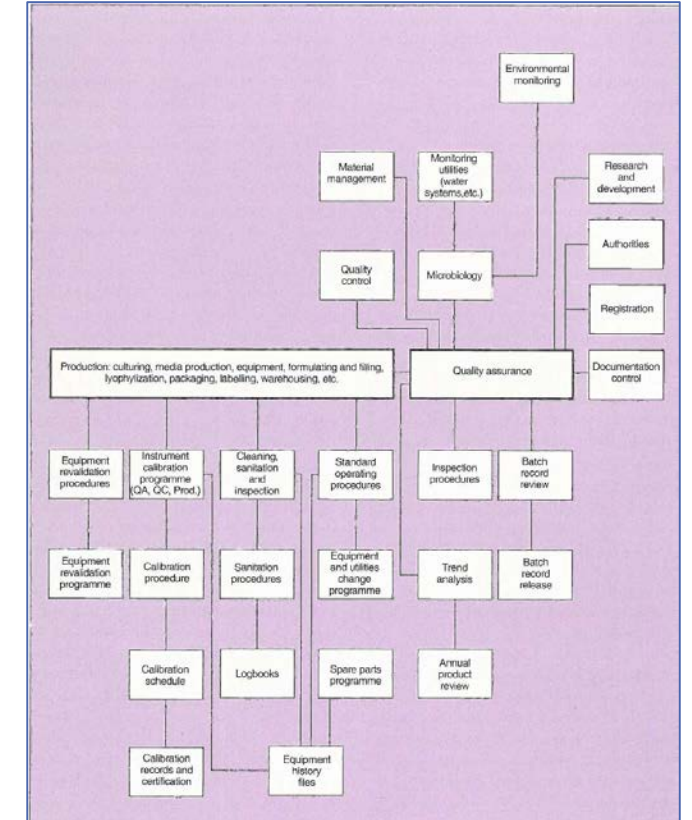 Environmental
monitoring
Material
management
Monitoring
utilities
(water
systems,etc.)
Research
and
development
Quality
control
Microbiology
Authorities
Registration
Production: culturing, media production, equipment, formulating and filling,
lyophylization, packaging, labelling, warehousing, etc.
Quality assurance
Documentation
control
Equipment
revalidation
procedures
Instrument
calibration
programme
(QA, QC, Prod.)
Cleaning,
sanitation
and
inspection
Standard
operating
procedures
Inspection
procedures
Batch
record
review
Equipment
revalidation
programme
Calibration
procedure
Sanitation
procedures
Equipment
and utilities
change
programme
Trend
analysis
Batch
record
release
Calibration
schedule
Logbooks
Spare parts
programme
Annual
product
review
Calibration
records and
certification
Equipment
history
files